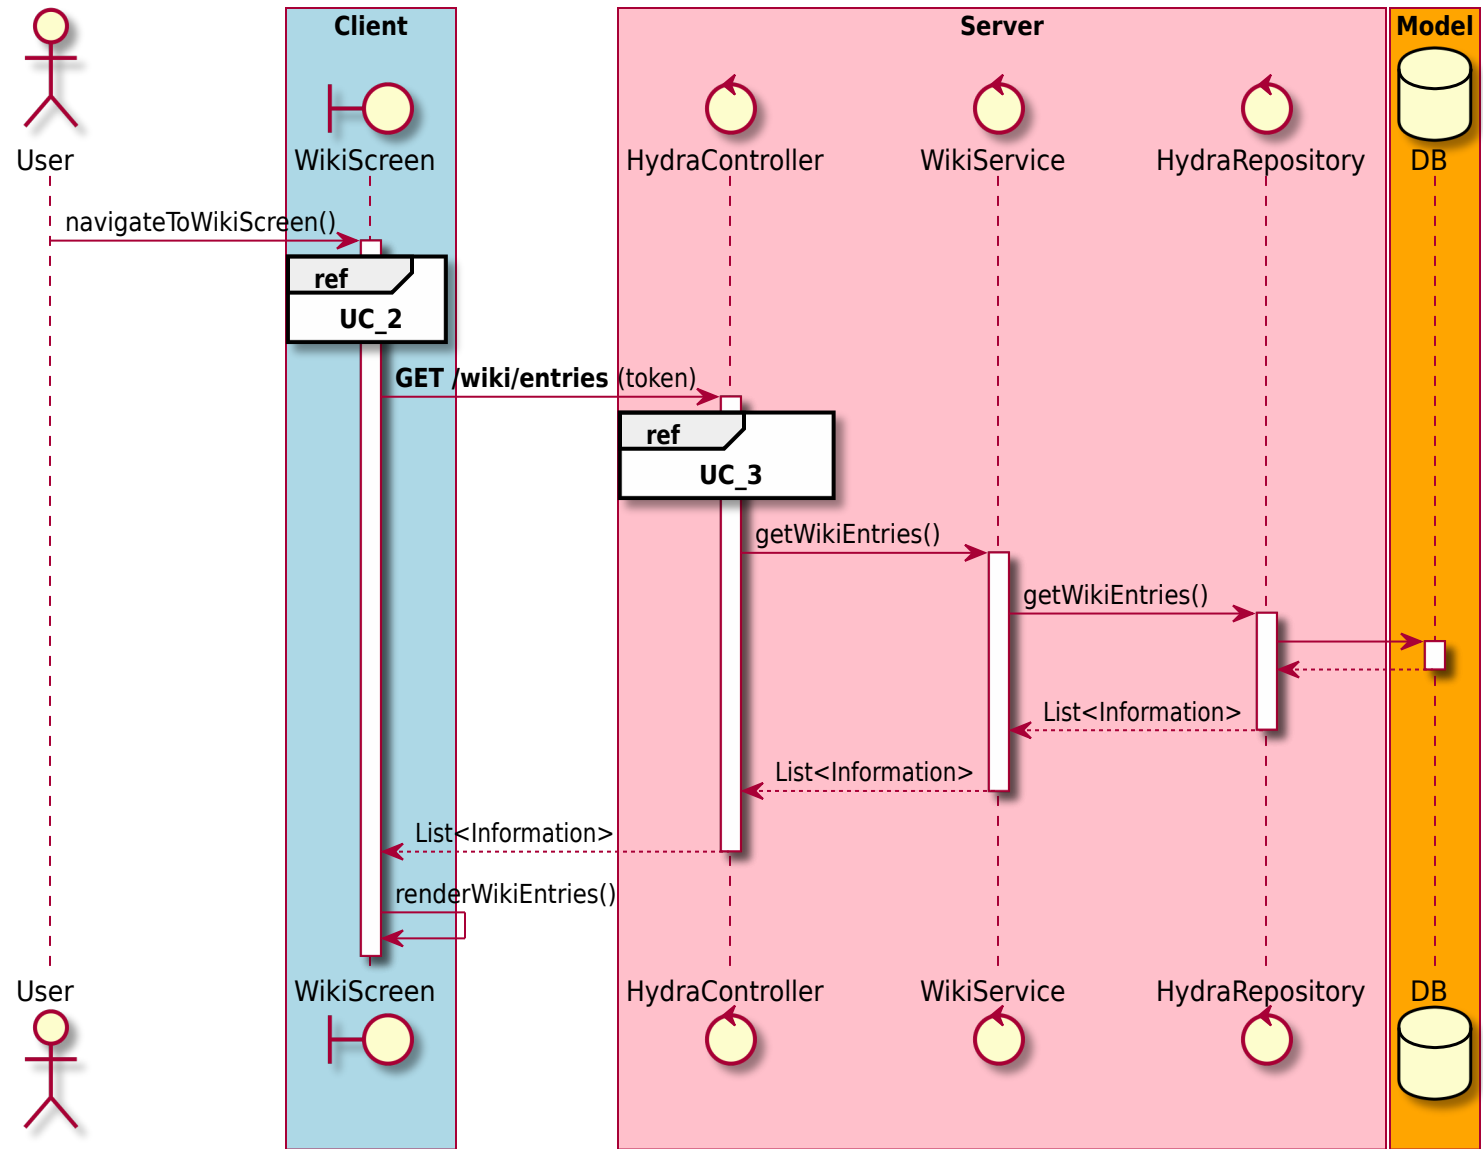 Client
Server
Model
User
WikiScreen
HydraController
WikiService
HydraRepository
DB
navigateToWikiScreen()
ref
UC_2
GET /wiki/entries (token)
ref
UC_3
getWikiEntries()
getWikiEntries()
List<Information>
List<Information>
List<Information>
renderWikiEntries()
User
WikiScreen
HydraController
WikiService
HydraRepository
DB